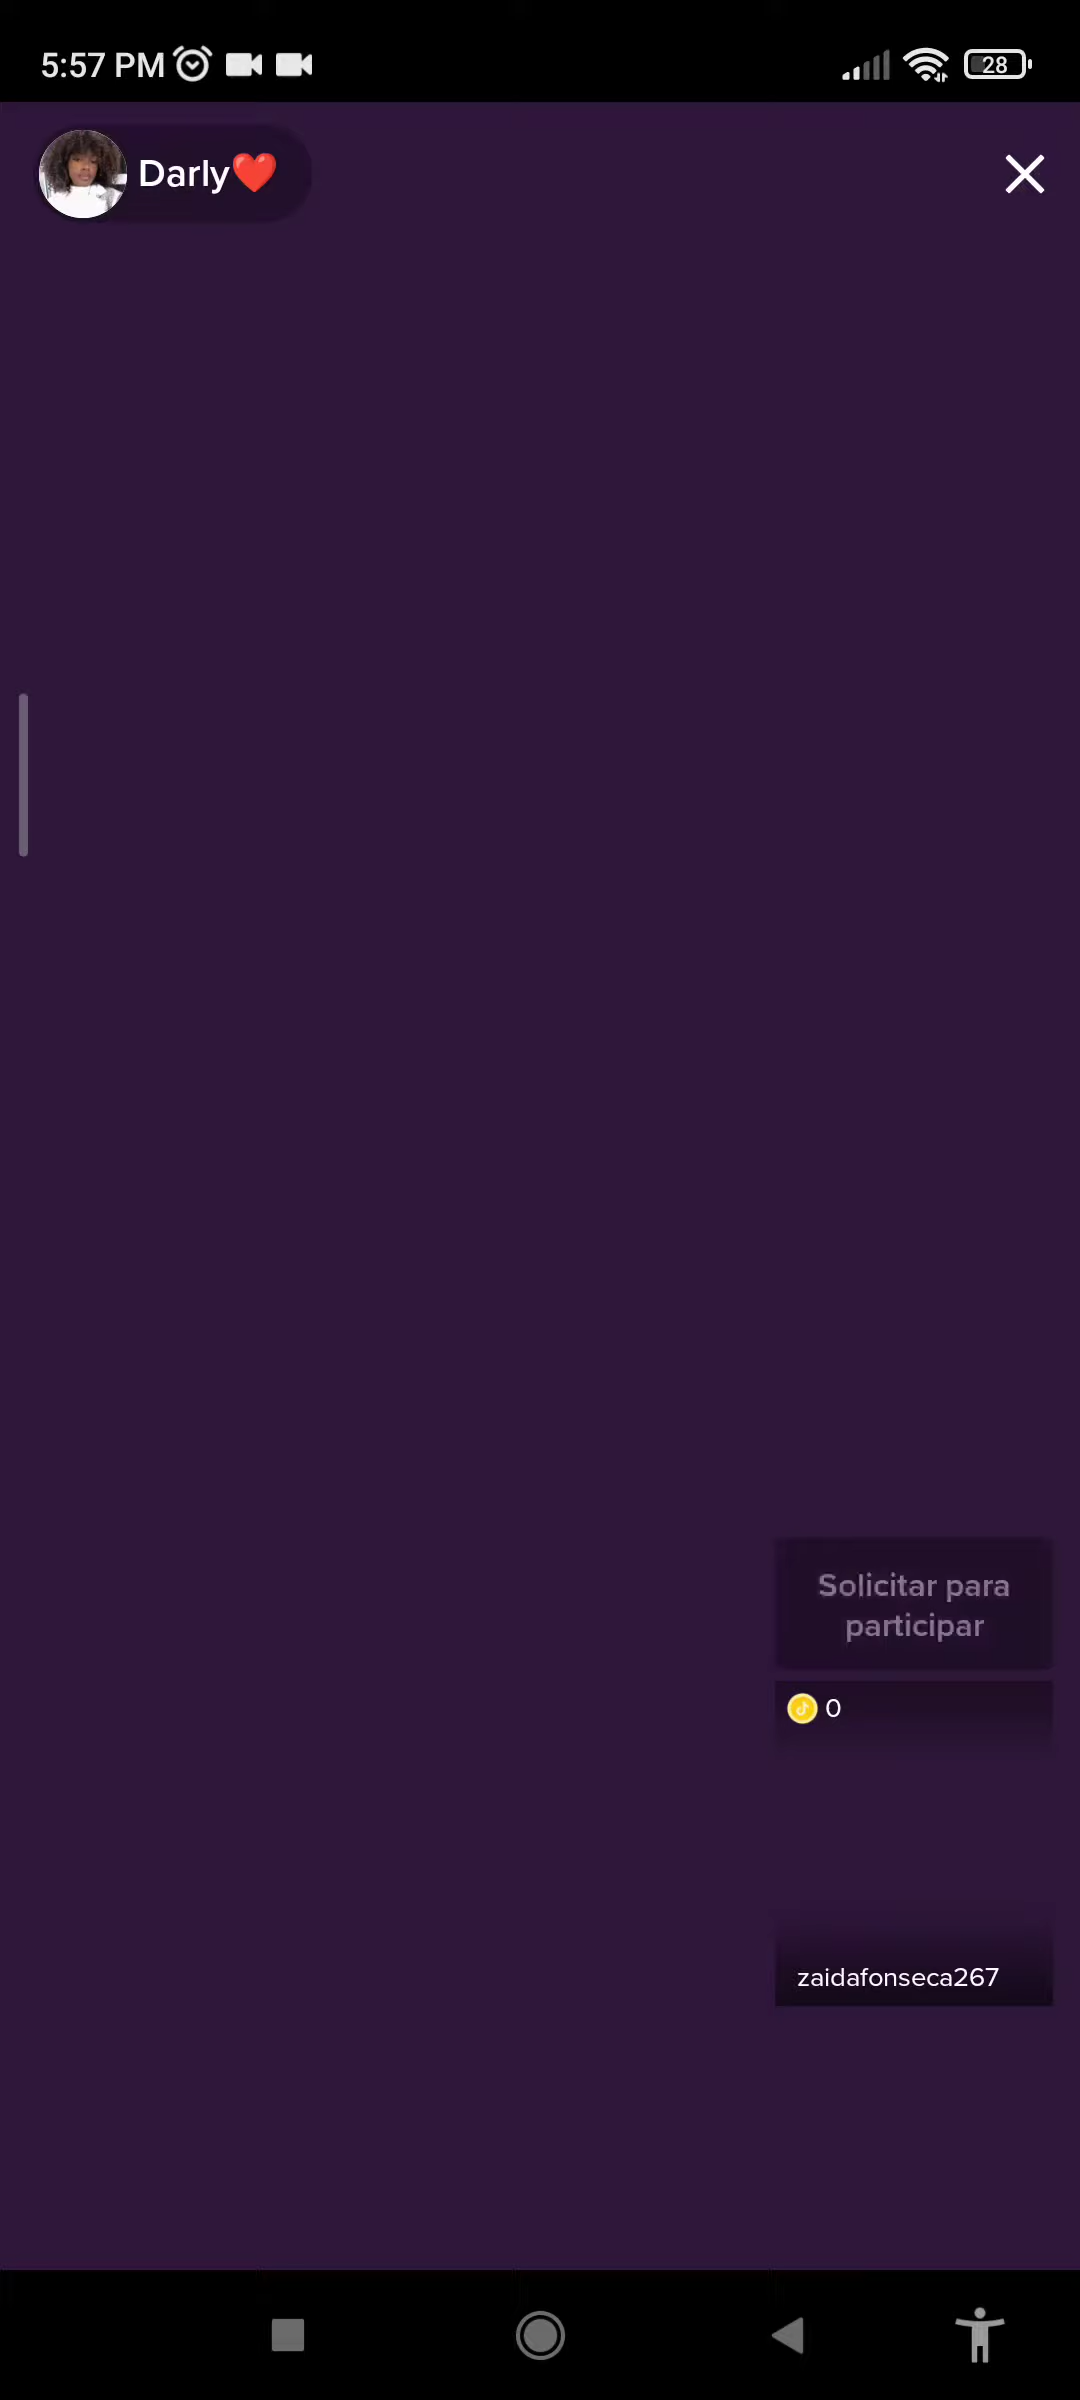 5:57 PM
28
Darly❤️
Solicitar para
participar
0
zaidafonseca267